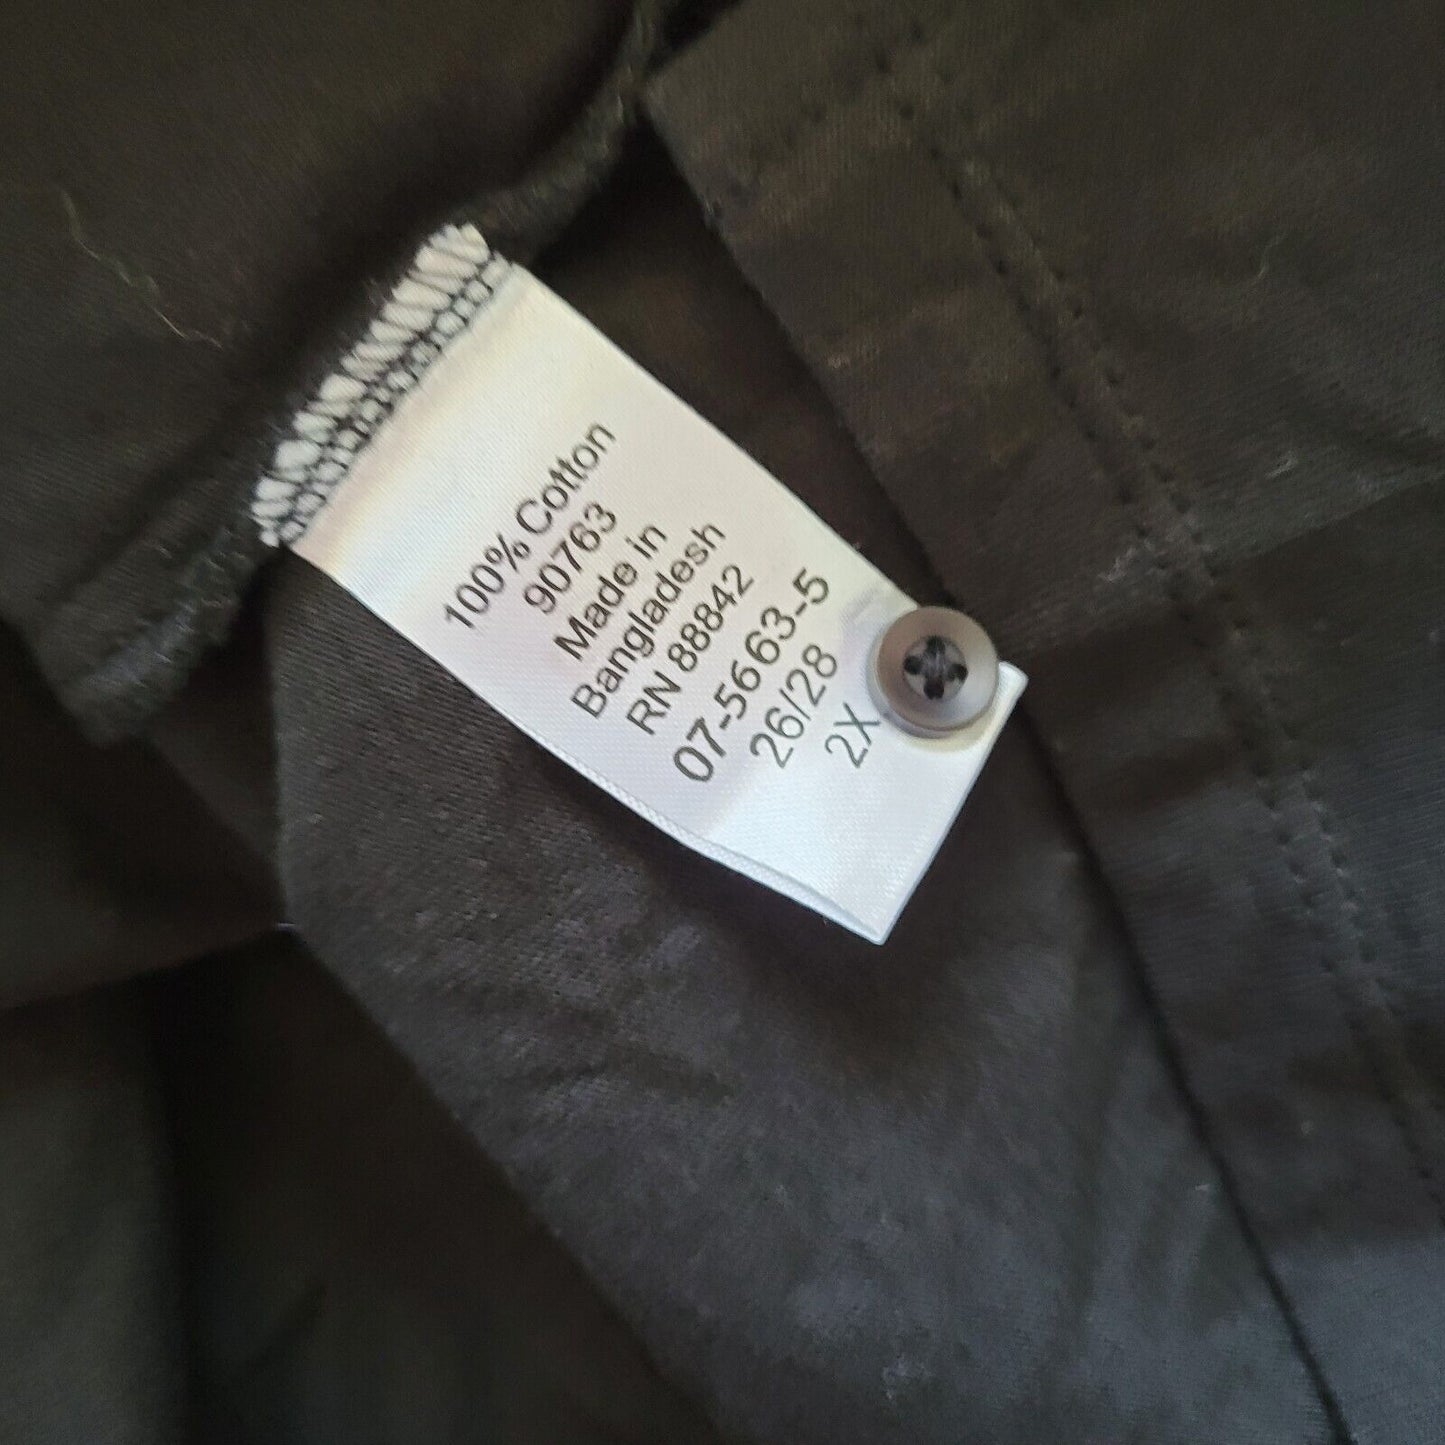 100% Cotton
90763
Made in
Bangladesh
RN 88842
07-5663-5
26/28
2X